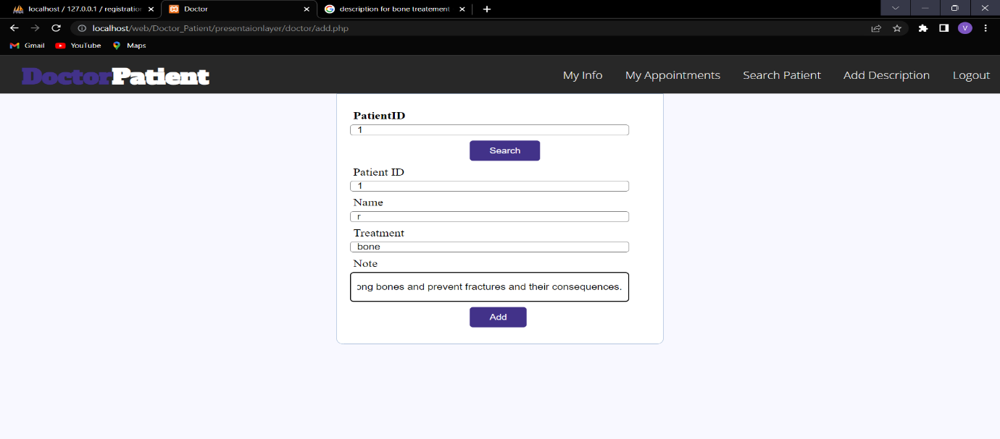 localhost / 127.0.0.1 / registratio
Doctor
description for bone treatement
localhost/web/Doctor_Patient/presentaionlayer/doctor/add.php
V
Gmail
YouTube
Maps
DoctorPatient
My Info
My Appointments
Search Patient
Add Description
Logout
PatientID
1
Search
Patient ID
1
Name
r
Treatment
bone
Note
ong bones and prevent fractures and their consequences.
Add